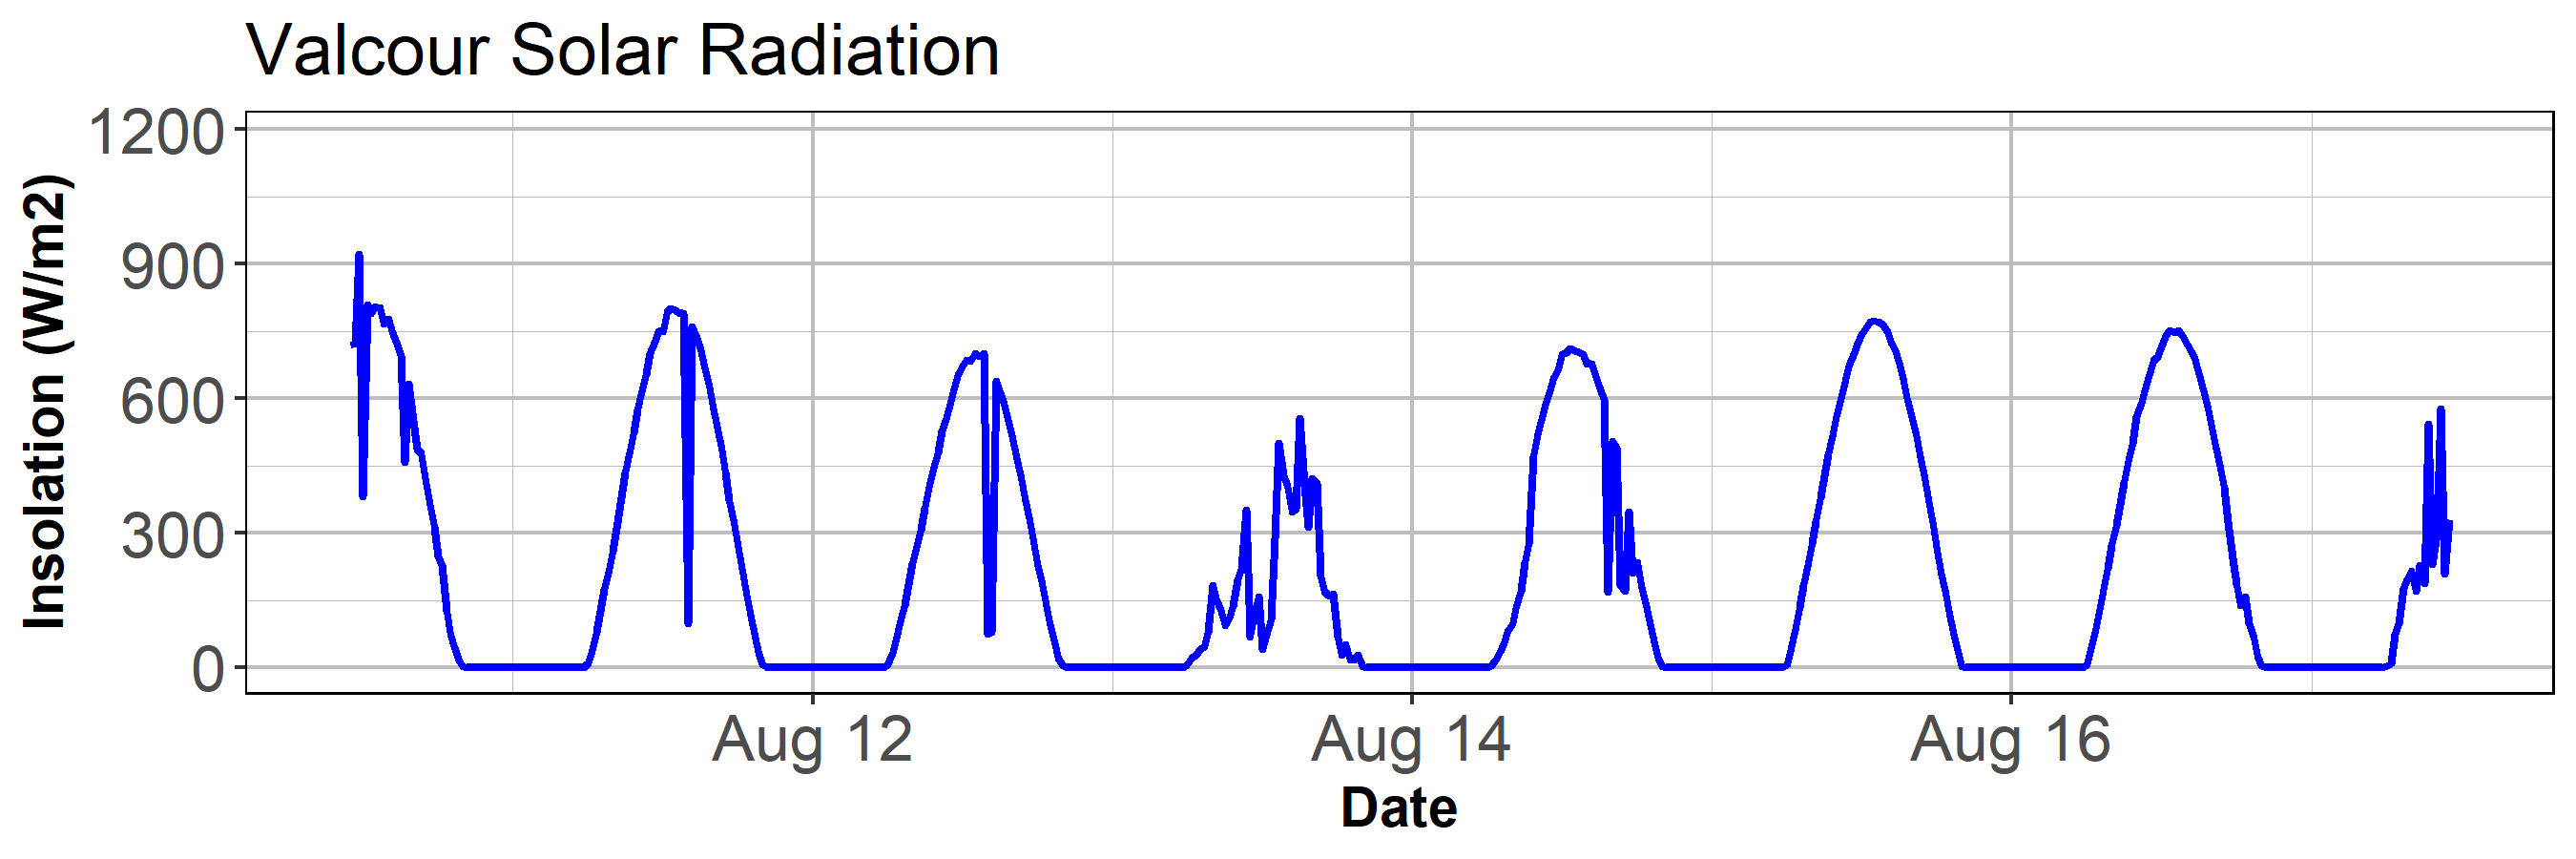 Valcour Solar Radiation
Insolation (W/m2)
1200
900
600
300
0
Aug 12
Aug 14
Aug 16
Date